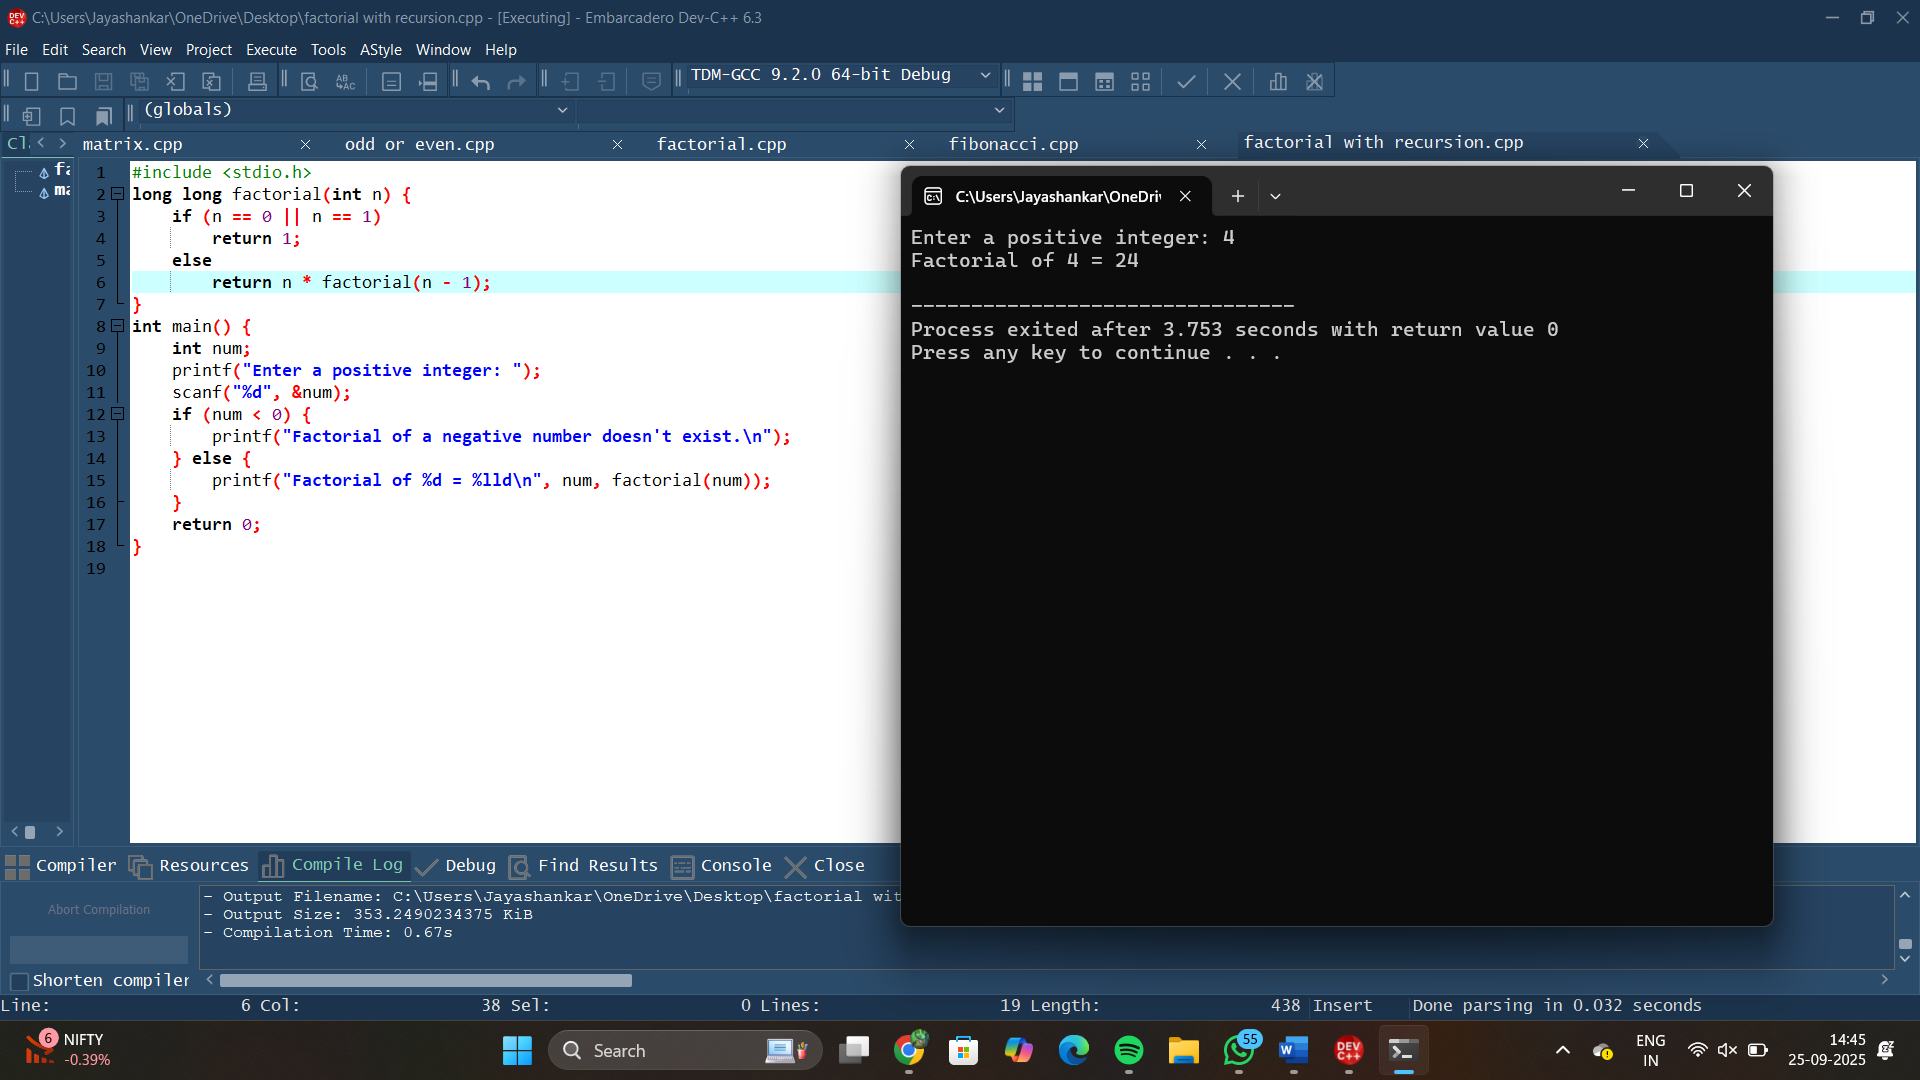 C:\Users\Jayashankar\OneDrive\Desktop\factorial with recursion.cpp - [Executing] - Embarcadero Dev-C++ 6.3
File Edit Search View Project Execute Tools AStyle Window Help
TDM-GCC 9.2.0 64-bit Debug
(globals)
matrix.cpp odd or even.cpp factorial.cpp fibonacci.cpp factorial with recursion.cpp
1 #include <stdio.h>
2 long long factorial(int n) {
3 if (n == 0 || n == 1)
4 return 1;
5 else
6 return n * factorial(n - 1);
7 }
8 int main() {
9 int num;
10 printf("Enter a positive integer: ");
11 scanf("%d", &num);
12 if (num < 0) {
13 printf("Factorial of a negative number doesn't exist.\n");
14 } else {
15 printf("Factorial of %d = %lld\n", num, factorial(num));
16 }
17 return 0;
18 }
19
C:\Users\Jayashankar\OneDri
Enter a positive integer: 4
Factorial of 4 = 24
--------------------------------
Process exited after 3.753 seconds with return value 0
Press any key to continue . . .
Compiler Resources Compile Log Debug Find Results Console Close
Abort Compilation
Shorten compiler
- Output Filename: C:\Users\Jayashankar\OneDrive\Desktop\factorial wit
- Output Size: 353.2490234375 KiB
- Compilation Time: 0.67s
Line: 6 Col: 38 Sel: 0 Lines: 19 Length: 438 Insert Done parsing in 0.032 seconds
6 NIFTY
-0.39%
Search
55
DEV C++
ENG
IN
14:45
25-09-2025